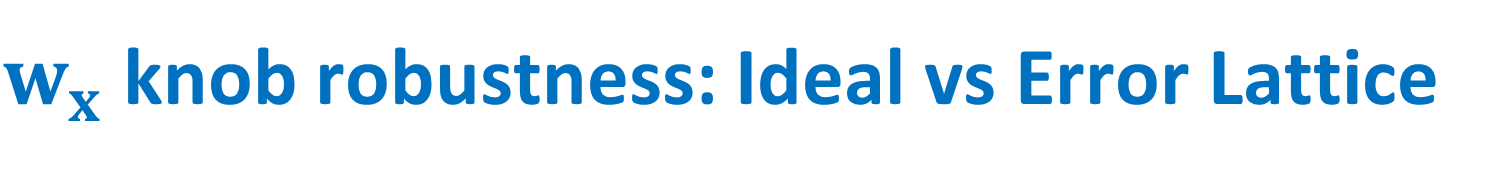 wₓ knob robustness: Ideal vs Error Lattice